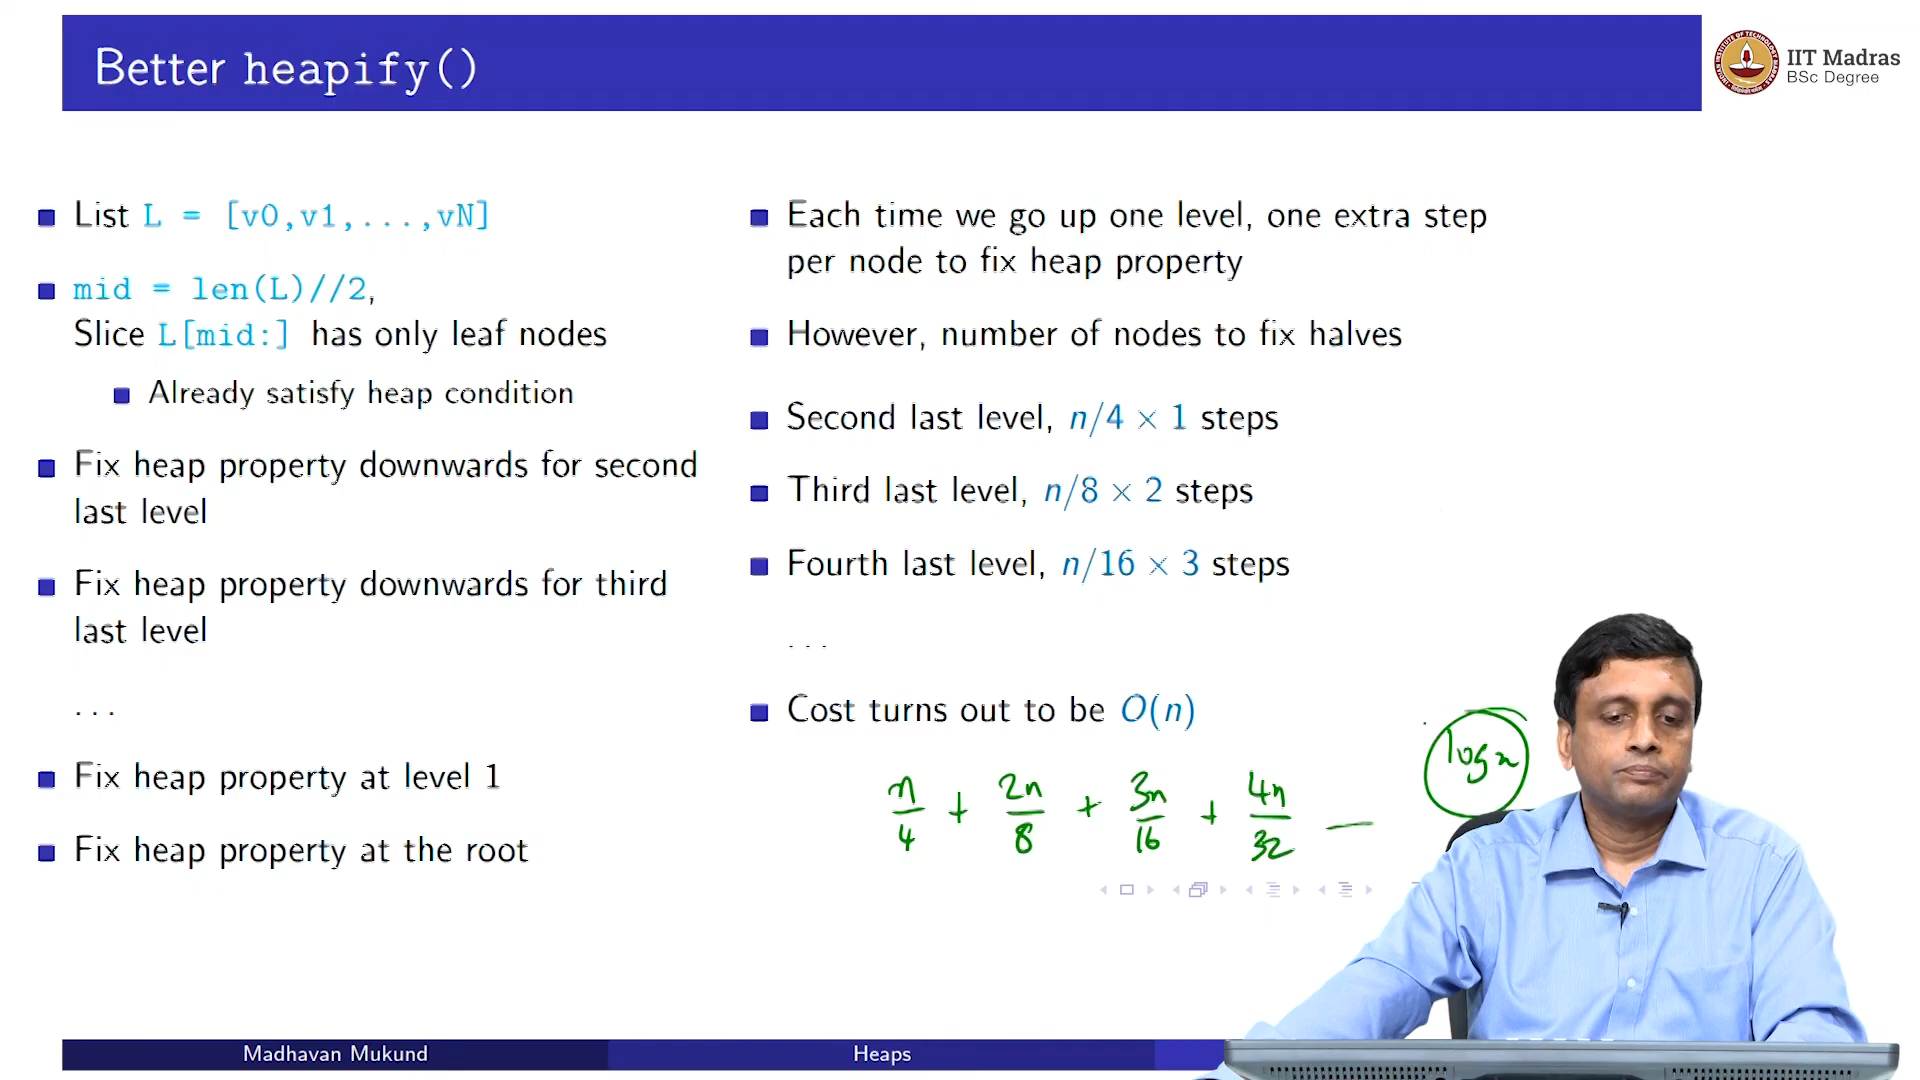 Better heapify()
IIT Madras
BSc Degree
List L = [v0,v1,...,vN]
mid = len(L)//2,
Slice L[mid:] has only leaf nodes
Already satisfy heap condition
Fix heap property downwards for second
last level
Fix heap property downwards for third
last level
...
Fix heap property at level 1
Fix heap property at the root
Each time we go up one level, one extra step
per node to fix heap property
However, number of nodes to fix halves
Second last level, n/4 × 1 steps
Third last level, n/8 × 2 steps
Fourth last level, n/16 × 3 steps
...
Cost turns out to be O(n)
n/4 + 2n/8 + 3n/16 + 4n/32 —
log n
Madhavan Mukund
Heaps